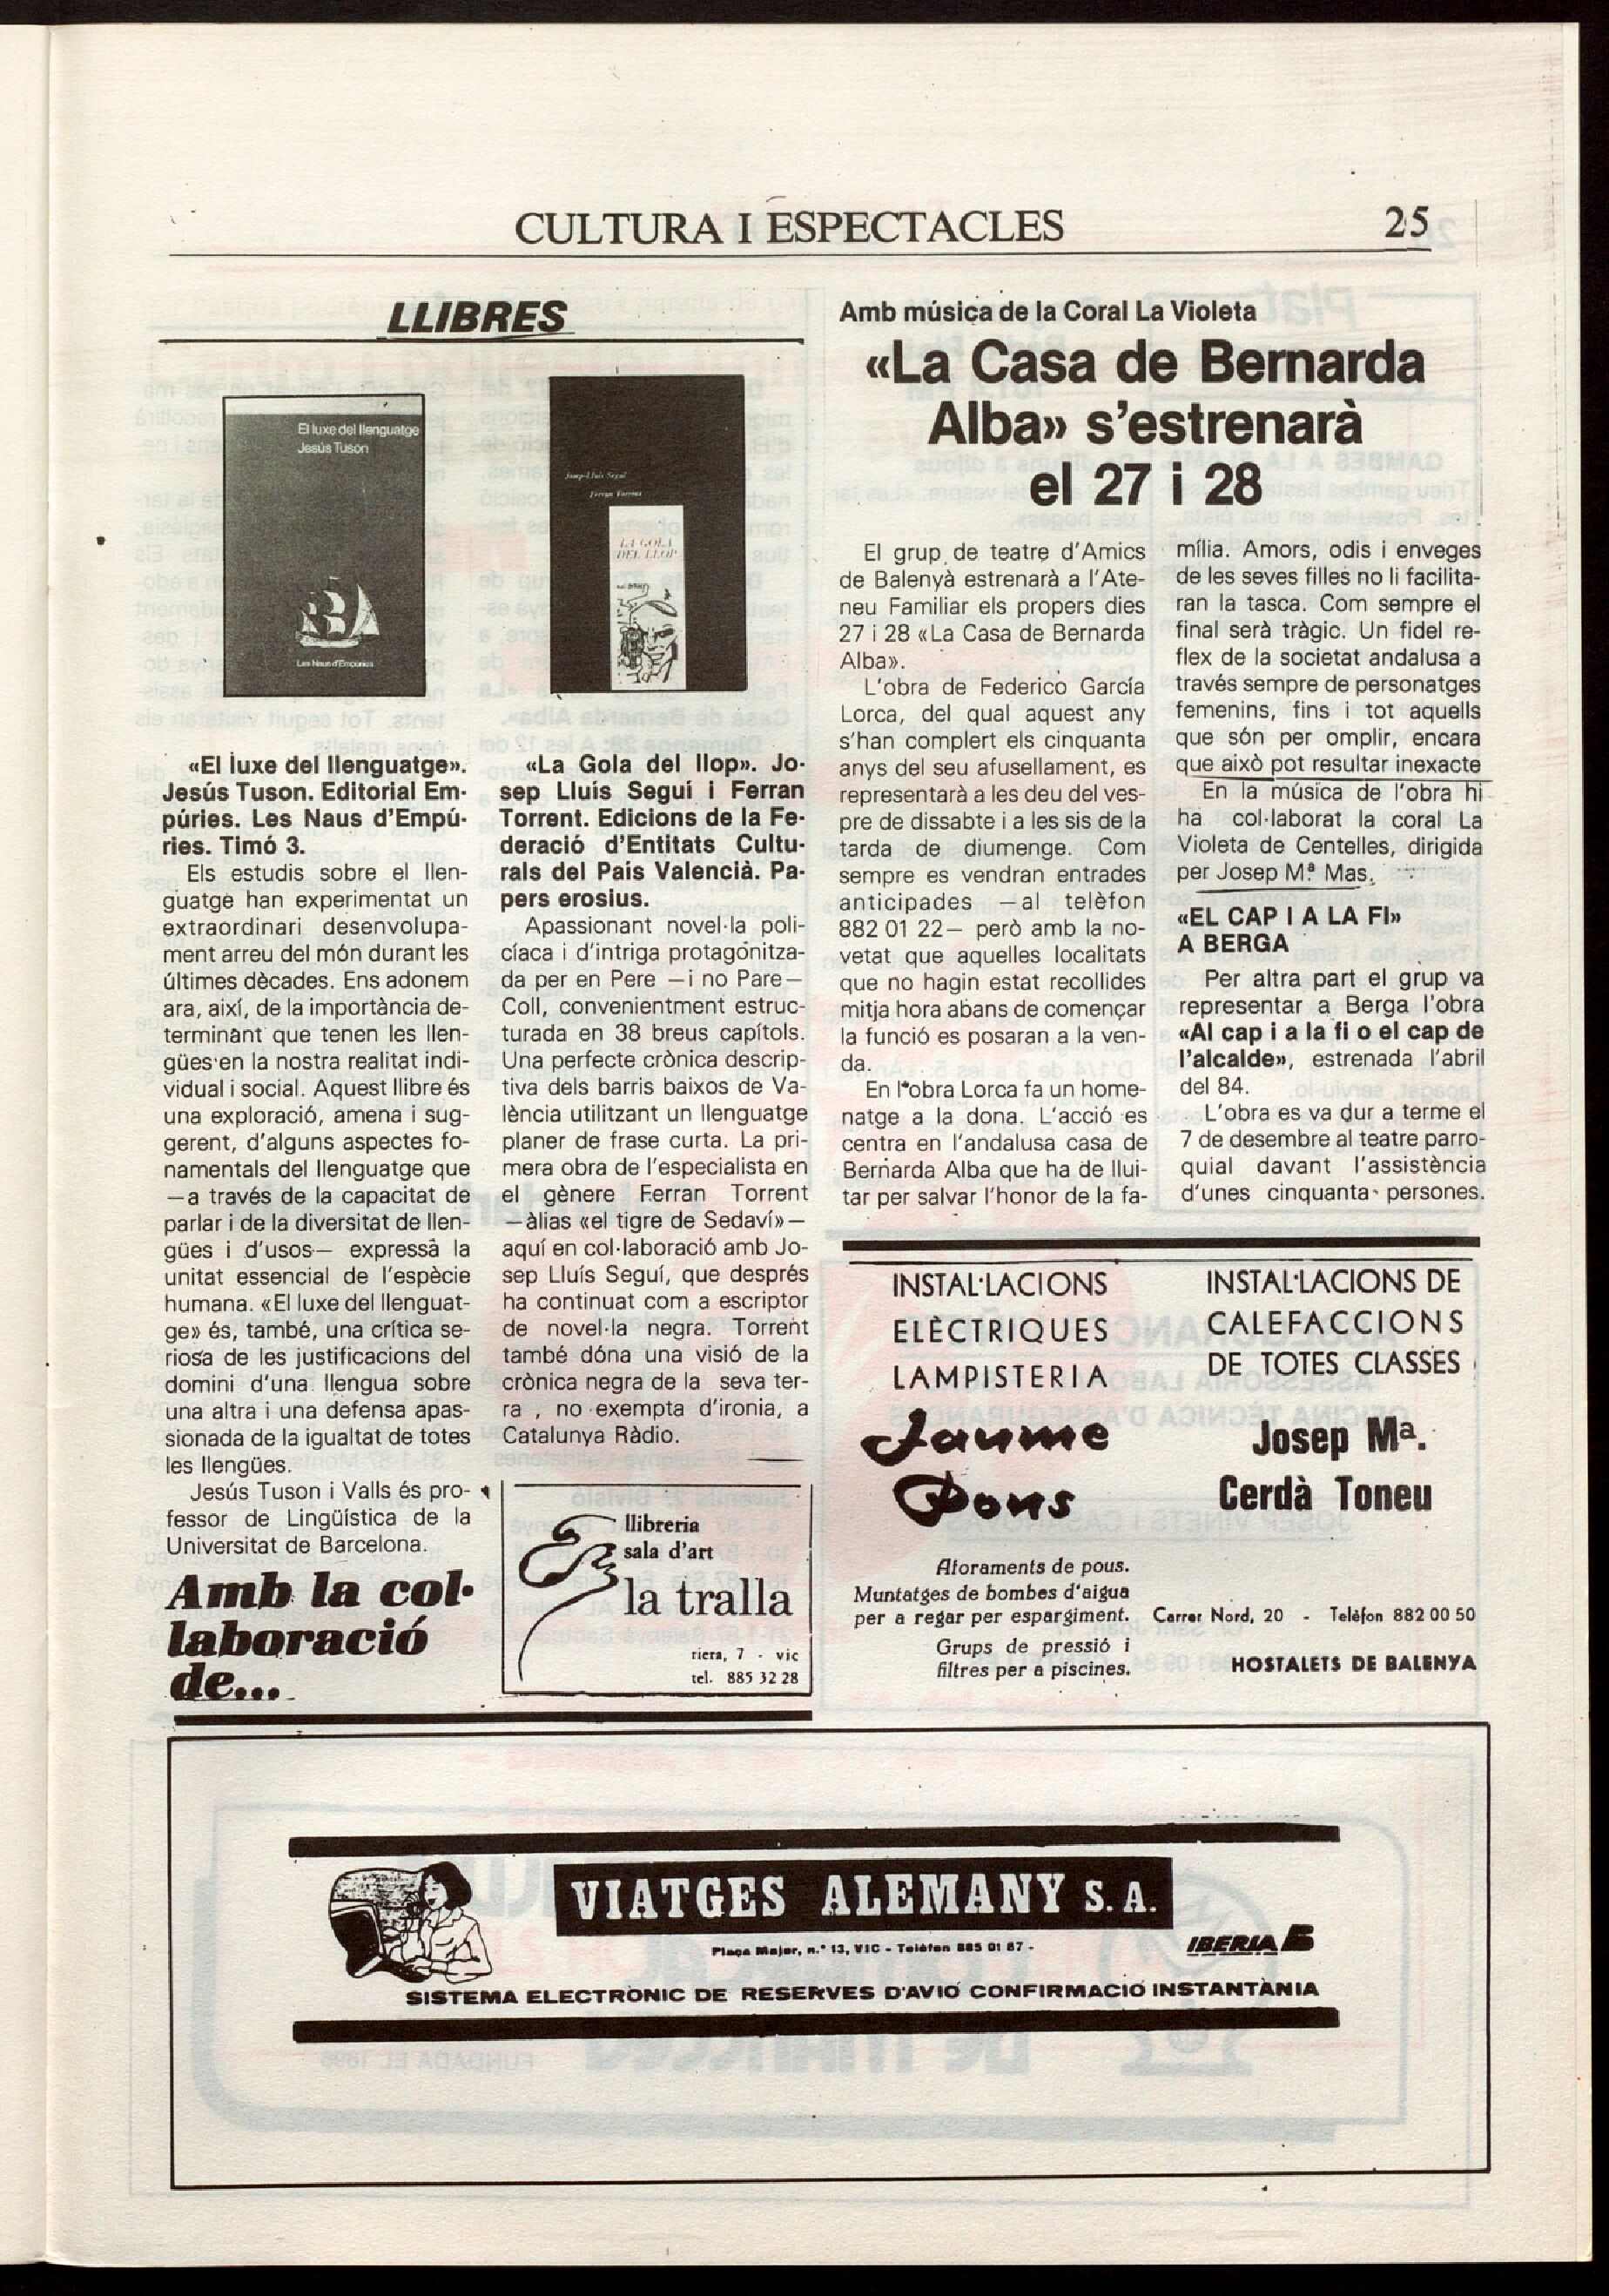 CULTURA I ESPECTACLES
25
LLIBRES
El luxe del llenguatge
Jesús Tuson
Les Naus d'Empúries
Josep-Lluís Seguí
Ferran Torrent
LA GOLA
DEL LLOP
«El luxe del llenguatge».
Jesús Tuson. Editorial Em-
púries. Les Naus d'Empú-
ries. Timó 3.
Els estudis sobre el llen-
guatge han experimentat un
extraordinari desenvolupa-
ment arreu del món durant les
últimes dècades. Ens adonem
ara, així, de la importància de-
terminant que tenen les llen-
gües en la nostra realitat indi-
vidual i social. Aquest llibre és
una exploració, amena i sug-
gerent, d'alguns aspectes fo-
namentals del llenguatge que
—a través de la capacitat de
parlar i de la diversitat de llen-
gües i d'usos— expressa la
unitat essencial de l'espècie
humana. «El luxe del llenguat-
ge» és, també, una crítica se-
riosa de les justificacions del
domini d'una llengua sobre
una altra i una defensa apas-
sionada de la igualtat de totes
les llengües.
Jesús Tuson i Valls és pro-
fessor de Lingüística de la
Universitat de Barcelona.
Amb la col·
laboració
de...
«La Gola del llop». Jo-
sep Lluís Seguí i Ferran
Torrent. Edicions de la Fe-
deració d'Entitats Cultu-
rals del País Valencià. Pa-
pers erosius.
Apassionant novel·la poli-
cíaca i d'intriga protagonitza-
da per en Pere —i no Pare—
Coll, convenientment estruc-
turada en 38 breus capítols.
Una perfecte crònica descrip-
tiva dels barris baixos de Va-
lència utilitzant un llenguatge
planer de frase curta. La pri-
mera obra de l'especialista en
el gènere Ferran Torrent
—àlias «el tigre de Sedaví»—
aquí en col·laboració amb Jo-
sep Lluís Seguí, que després
ha continuat com a escriptor
de novel·la negra. Torrent
també dóna una visió de la
crònica negra de la seva ter-
ra , no exempta d'ironia, a
Catalunya Ràdio.
llibreria
sala d'art
la tralla
riera, 7 - vic
tel. 885 32 28
Amb música de la Coral La Violeta
«La Casa de Bernarda
Alba» s'estrenarà
el 27 i 28
El grup de teatre d'Amics
de Balenyà estrenarà a l'Ate-
neu Familiar els propers dies
27 i 28 «La Casa de Bernarda
Alba».
L'obra de Federico García
Lorca, del qual aquest any
s'han complert els cinquanta
anys del seu afusellament, es
representarà a les deu del ves-
pre de dissabte i a les sis de la
tarda de diumenge. Com
sempre es vendran entrades
anticipades —al telèfon
882 01 22— però amb la no-
vetat que aquelles localitats
que no hagin estat recollides
mitja hora abans de començar
la funció es posaran a la ven-
da.
En l'obra Lorca fa un home-
natge a la dona. L'acció es
centra en l'andalusa casa de
Bernarda Alba que ha de llui-
tar per salvar l'honor de la fa-
mília. Amors, odis i enveges
de les seves filles no li facilita-
ran la tasca. Com sempre el
final serà tràgic. Un fidel re-
flex de la societat andalusa a
través sempre de personatges
femenins, fins i tot aquells
que són per omplir, encara
que això pot resultar inexacte
En la música de l'obra hi
ha col·laborat la coral La
Violeta de Centelles, dirigida
per Josep Mª Mas.
«EL CAP I A LA FI»
A BERGA
Per altra part el grup va
representar a Berga l'obra
«Al cap i a la fi o el cap de
l'alcalde», estrenada l'abril
del 84.
L'obra es va dur a terme el
7 de desembre al teatre parro-
quial davant l'assistència
d'unes cinquanta persones.
INSTAL·LACIONS
ELÈCTRIQUES
LAMPISTERIA
Jaume
Pons
Aforaments de pous.
Muntatges de bombes d'aigua
per a regar per espargiment.
Grups de pressió i
filtres per a piscines.
INSTAL·LACIONS DE
CALEFACCIONS
DE TOTES CLASSES
Josep Mª.
Cerdà Toneu
Carrer Nord, 20 - Telèfon 882 00 50
HOSTALETS DE BALENYA
VIATGES ALEMANY S.A.
Plaça Major, n.º 13, VIC - Telèfon 885 01 87 -
IBERIA
SISTEMA ELECTRÒNIC DE RESERVES D'AVIÓ CONFIRMACIÓ INSTANTÀNIA